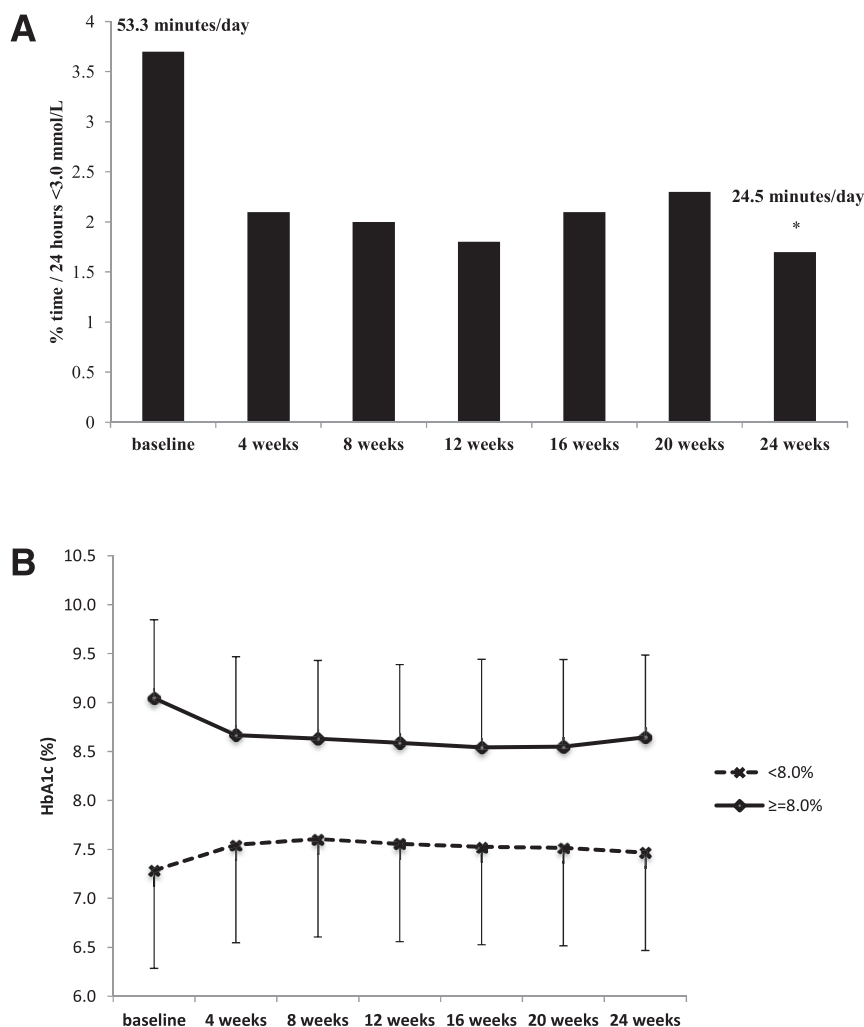 A
53.3 minutes/day
4
3.5
3
2.5
2
1.5
1
0.5
0
% time / 24 hours <3.0 mmol/L
24.5 minutes/day
*
baseline 4 weeks 8 weeks 12 weeks 16 weeks 20 weeks 24 weeks
B
10.5
10.0
9.5
9.0
8.5
8.0
7.5
7.0
6.5
6.0
HbA1c (%)
<8.0%
≥=8.0%
baseline 4 weeks 8 weeks 12 weeks 16 weeks 20 weeks 24 weeks